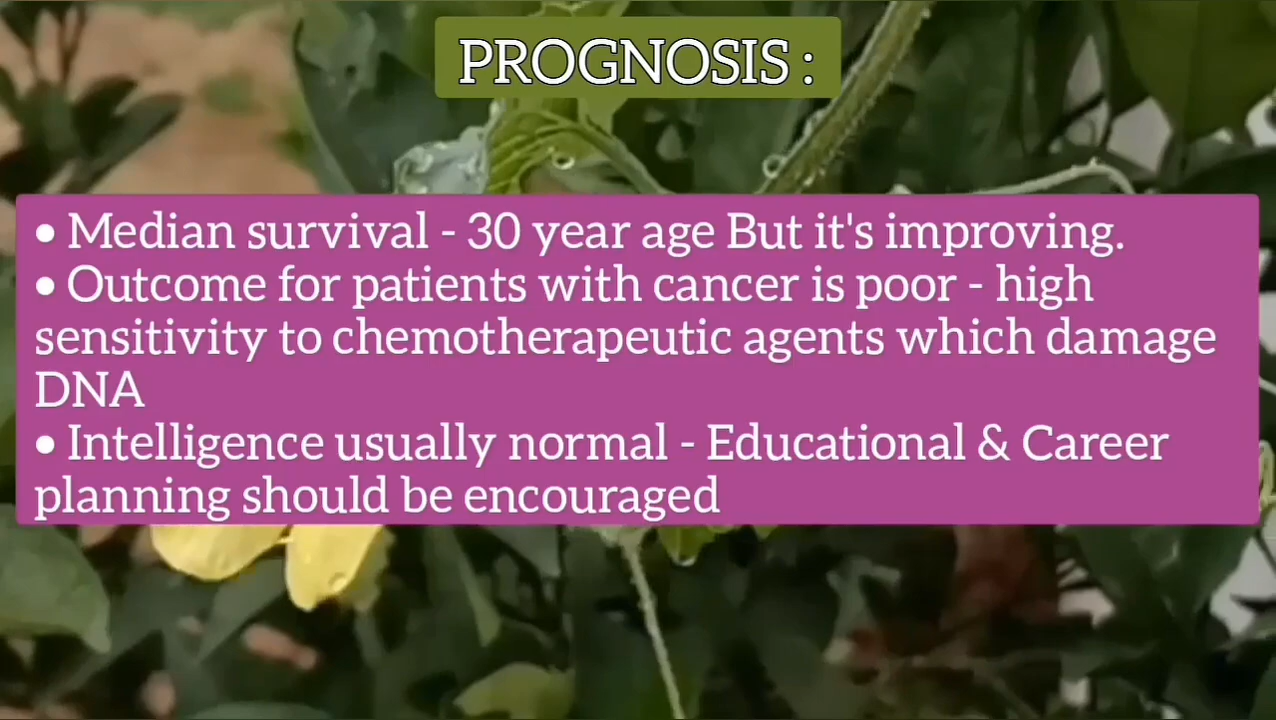 PROGNOSIS :
• Median survival - 30 year age But it's improving.
• Outcome for patients with cancer is poor - high
sensitivity to chemotherapeutic agents which damage
DNA
• Intelligence usually normal - Educational & Career
planning should be encouraged